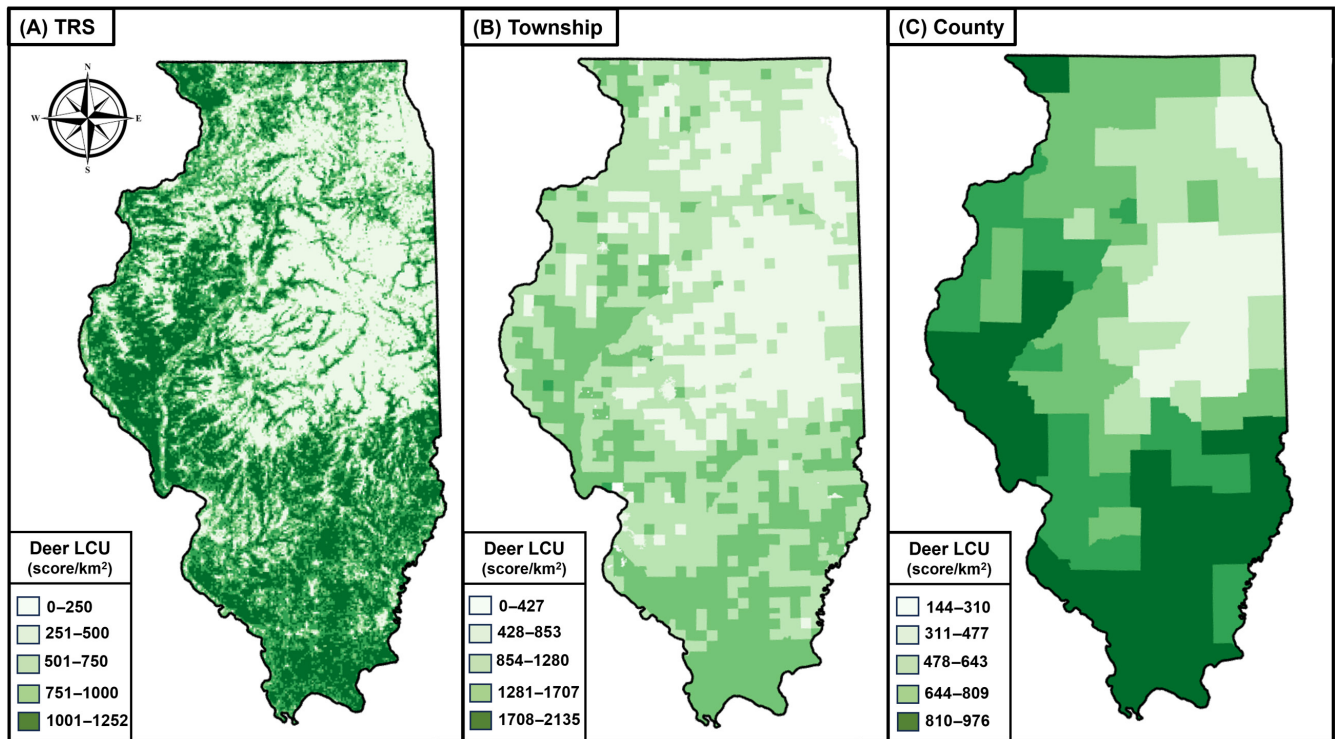 (A) TRS
N
W
E
S
Deer LCU
(score/km²)
0–250
251–500
501–750
751–1000
1001–1252
(B) Township
Deer LCU
(score/km²)
0–427
428–853
854–1280
1281–1707
1708–2135
(C) County
Deer LCU
(score/km²)
144–310
311–477
478–643
644–809
810–976